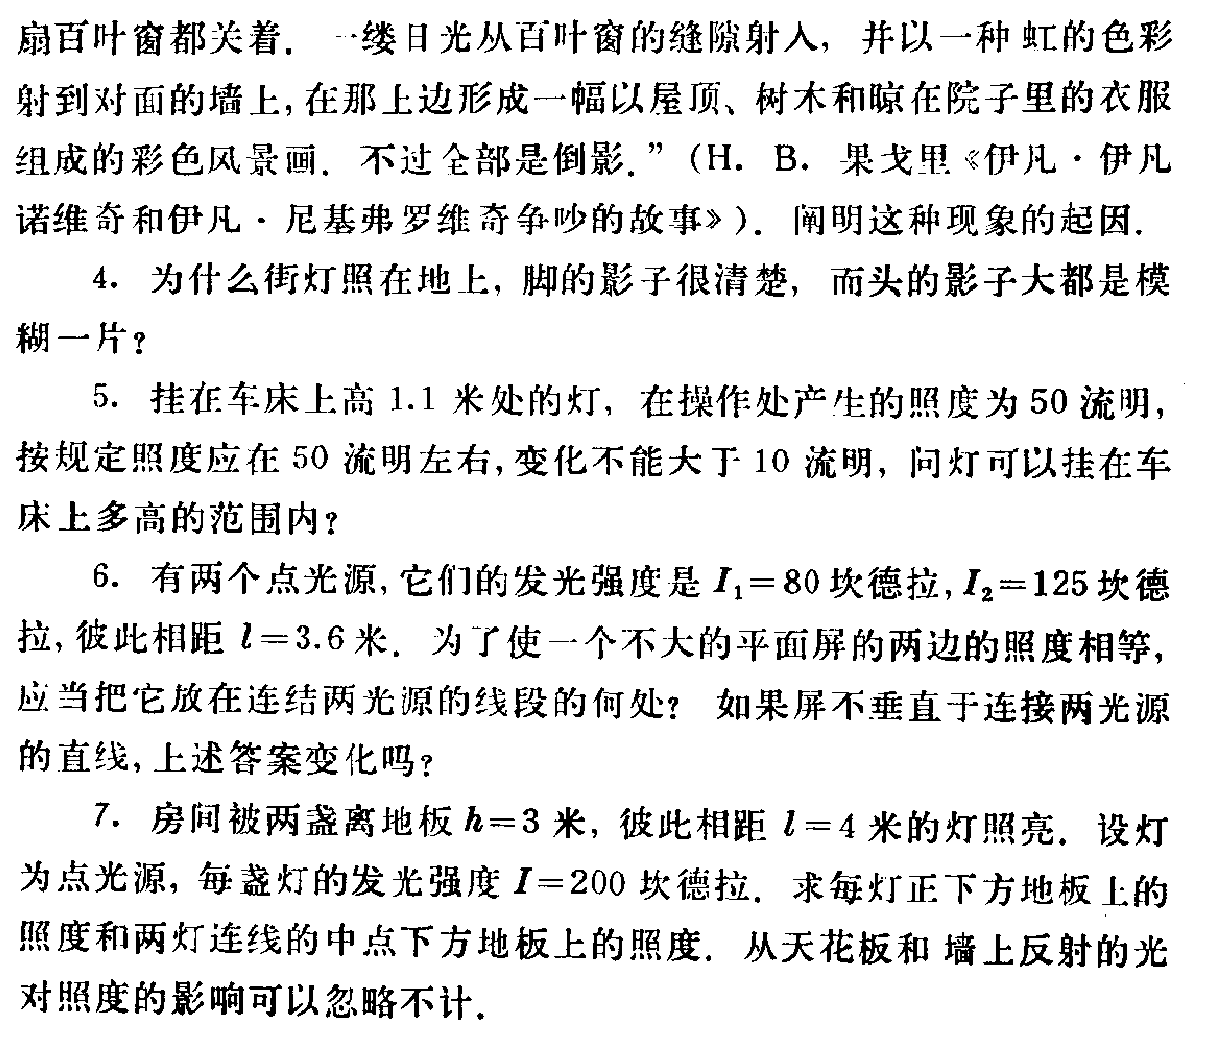 扇百叶窗都关着． 一缕日光从百叶窗的缝隙射入， 并以一种虹的色彩
射到对面的墙上，在那上边形成一幅以屋顶、树木和晾在院子里的衣服
组成的彩色风景画． 不过全部是倒影．”（H． B． 果戈里《伊凡·伊凡
诺维奇和伊凡·尼基弗罗维奇争吵的故事》）． 阐明这种现象的起因．
4． 为什么街灯照在地上，脚的影子很清楚， 而头的影子大都是模
糊一片？
5． 挂在车床上高 1.1 米处的灯， 在操作处产生的照度为 50 流明，
按规定照度应在 50 流明左右，变化不能大于 10 流明， 问灯可以挂在车
床上多高的范围内？
6． 有两个点光源，它们的发光强度是 I₁=80 坎德拉，I₂=125 坎德
拉，彼此相距 l=3.6 米． 为了使一个不大的平面屏的两边的照度相等，
应当把它放在连结两光源的线段的何处？ 如果屏不垂直于连接两光源
的直线，上述答案变化吗？
7． 房间被两盏离地板 h=3 米， 彼此相距 l=4 米的灯照亮． 设灯
为点光源， 每盏灯的发光强度 I=200 坎德拉． 求每灯正下方地板上的
照度和两灯连线的中点下方地板上的照度． 从天花板和墙上反射的光
对照度的影响可以忽略不计．